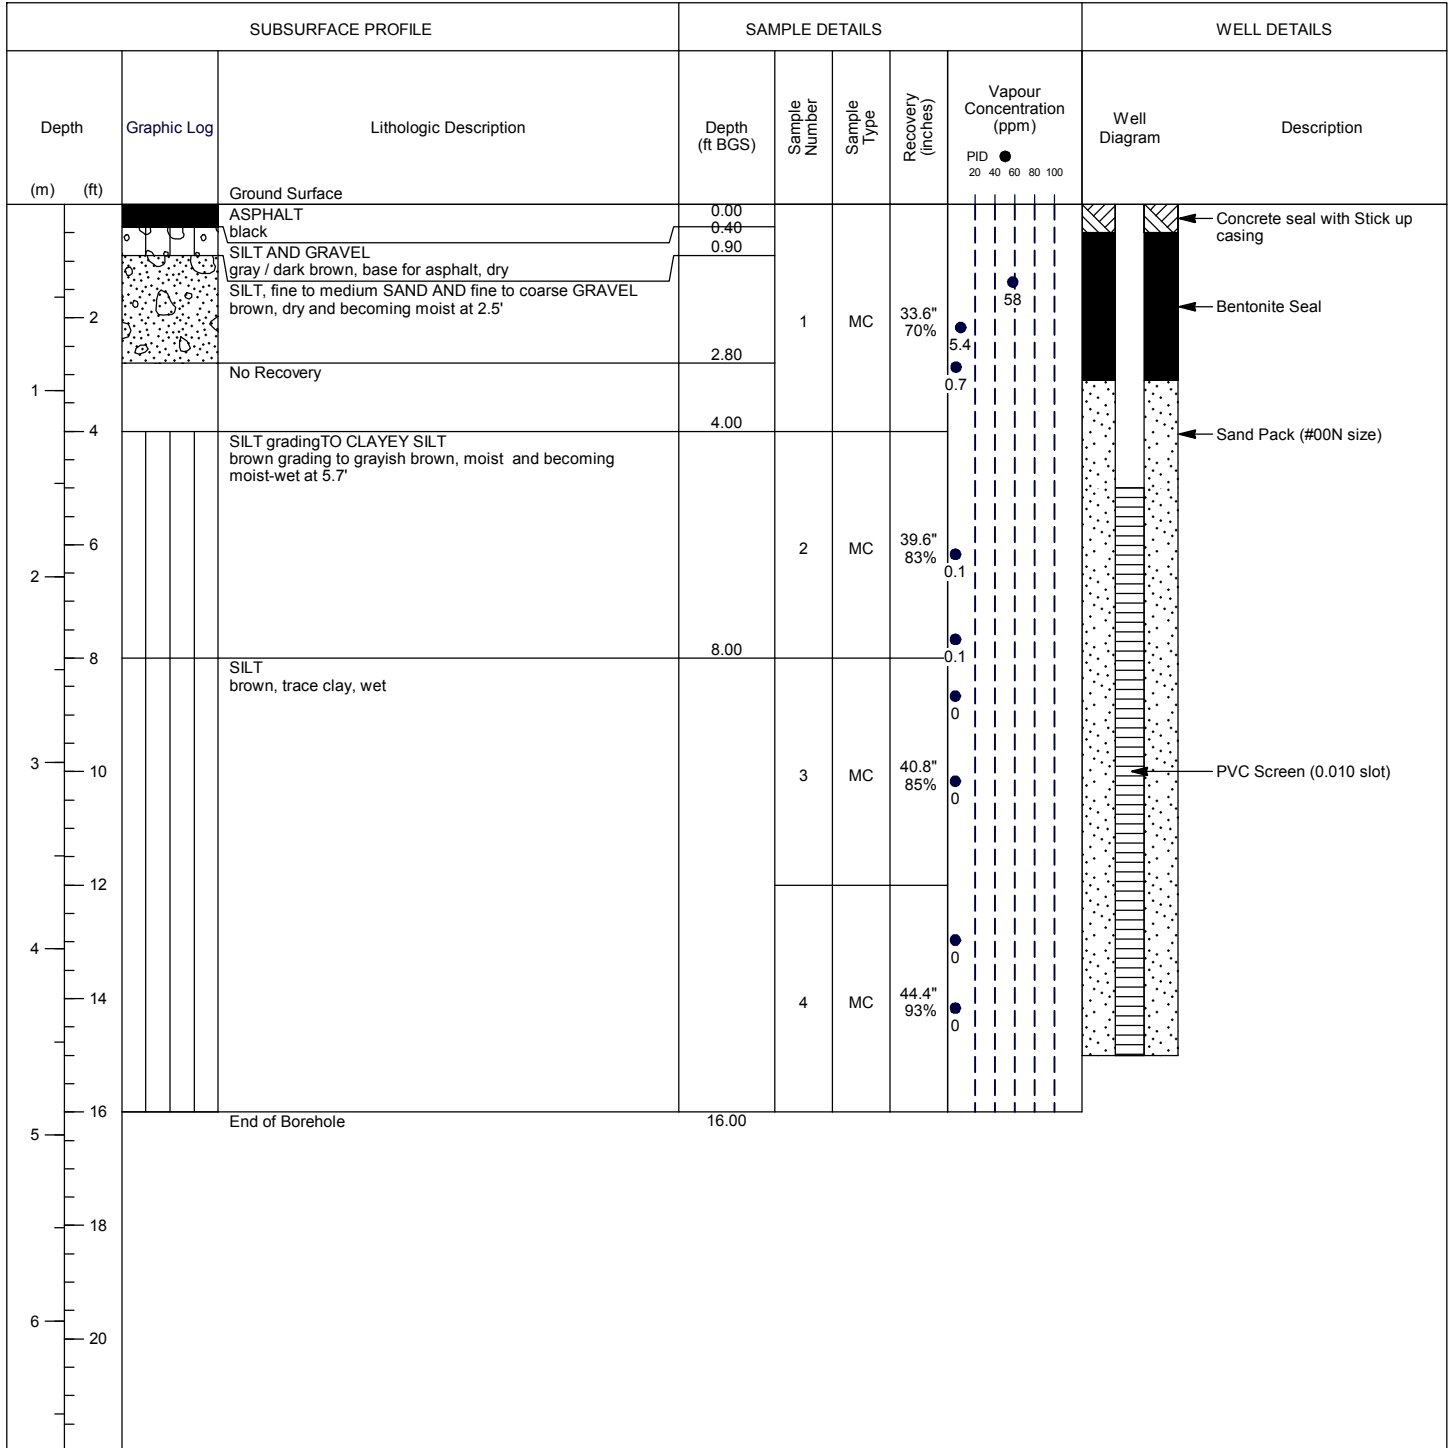 SUBSURFACE PROFILE
SAMPLE DETAILS
WELL DETAILS
Depth
(m)
(ft)
Graphic Log
Lithologic Description
Depth
(ft BGS)
Sample
Number
Sample
Type
Recovery
(inches)
Vapour
Concentration
(ppm)
PID
20 40 60 80 100
Well
Diagram
Description
Ground Surface
ASPHALT
black
0.00
0.40
0.90
SILT AND GRAVEL
gray / dark brown, base for asphalt, dry
SILT, fine to medium SAND AND fine to coarse GRAVEL
brown, dry and becoming moist at 2.5'
2.80
No Recovery
4.00
SILT gradingTO CLAYEY SILT
brown grading to grayish brown, moist and becoming
moist-wet at 5.7'
8.00
SILT
brown, trace clay, wet
End of Borehole
16.00
1
2
3
4
5
6
2
4
6
8
10
12
14
16
18
20
1
MC
33.6"
70%
2
MC
39.6"
83%
3
MC
40.8"
85%
4
MC
44.4"
93%
58
5.4
0.7
0.1
0.1
0
0
0
0
Concrete seal with Stick up
casing
Bentonite Seal
Sand Pack (#00N size)
PVC Screen (0.010 slot)